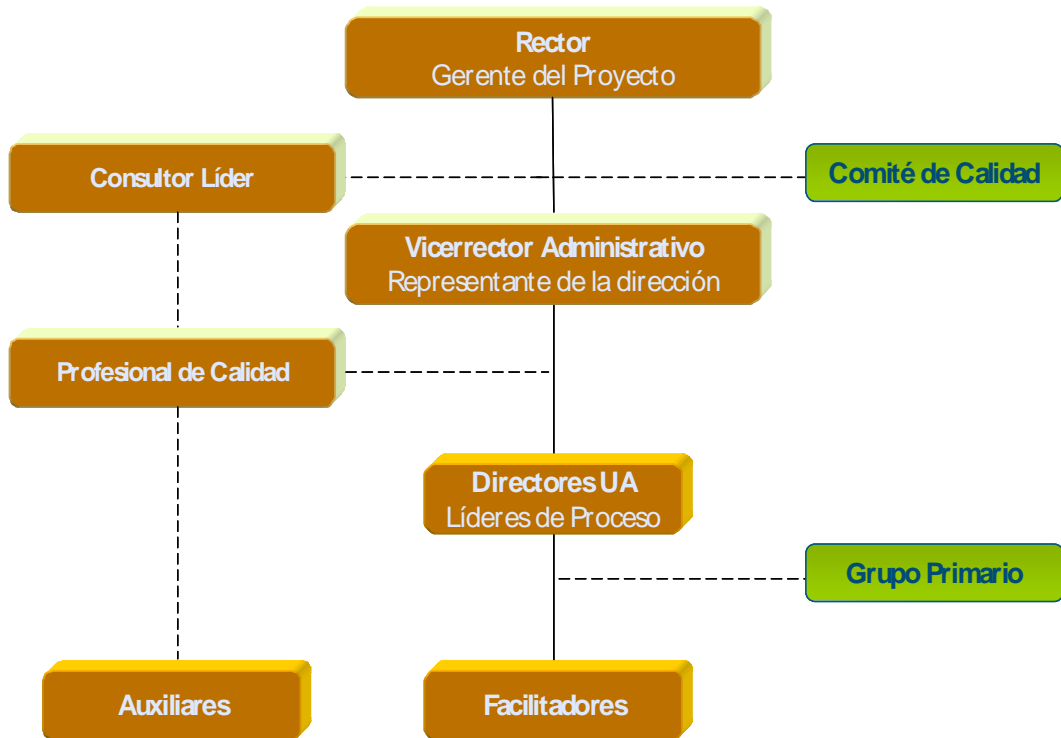 Rector
Gerente del Proyecto
Consultor Líder
Comité de Calidad
Vicerrector Administrativo
Representante de la dirección
Profesional de Calidad
Directores UA
Líderes de Proceso
Grupo Primario
Auxiliares
Facilitadores